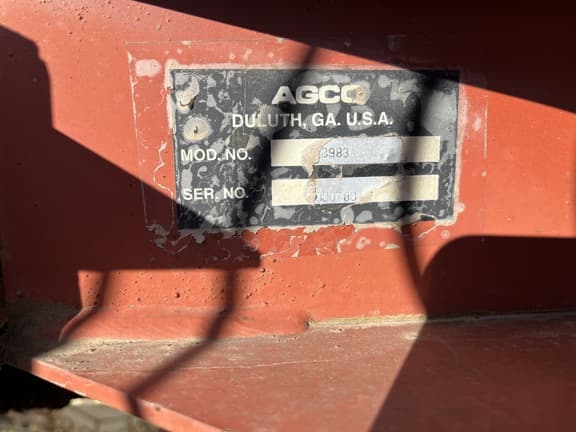 AGCO
DULUTH, GA. U.S.A.
MOD. NO. 3983
SER. NO.